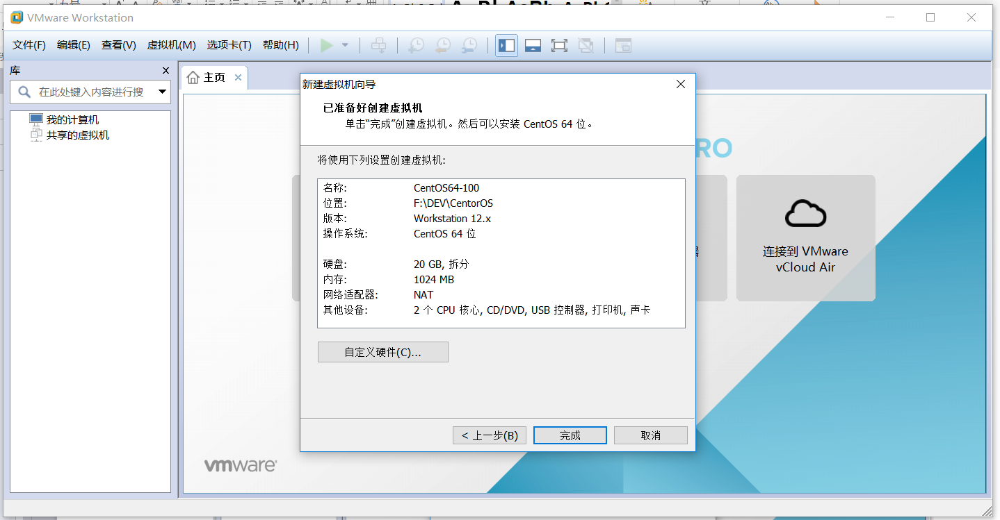 VMware Workstation
文件(F) 编辑(E) 查看(V) 虚拟机(M) 选项卡(T) 帮助(H)
库
在此处键入内容进行搜
我的计算机
共享的虚拟机
主页
新建虚拟机向导
已准备好创建虚拟机
单击“完成”创建虚拟机。然后可以安装 CentOS 64 位。
将使用下列设置创建虚拟机:
名称: CentOS64-100
位置: F:\DEV\CentorOS
版本: Workstation 12.x
操作系统: CentOS 64 位
硬盘: 20 GB, 拆分
内存: 1024 MB
网络适配器: NAT
其他设备: 2 个 CPU 核心, CD/DVD, USB 控制器, 打印机, 声卡
自定义硬件(C)...
< 上一步(B) 完成 取消
RO
连接到 VMware
vCloud Air
vmware